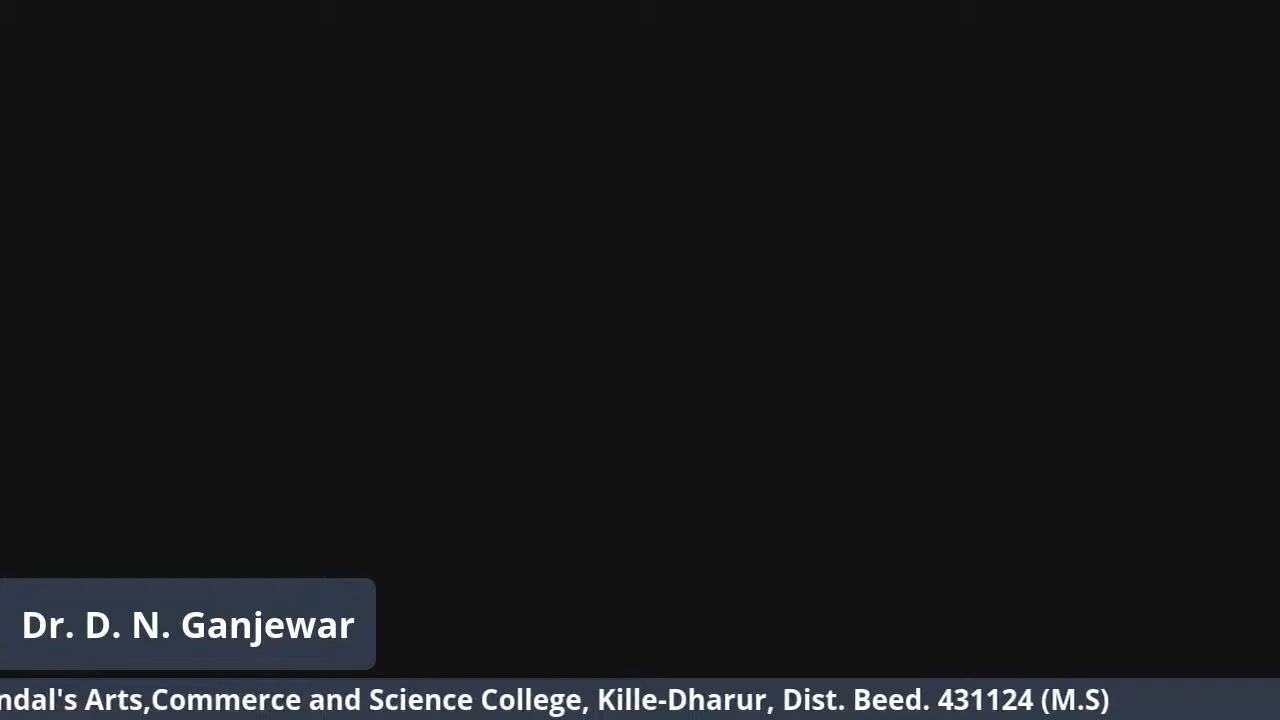 Dr. D. N. Ganjewar
ndal's Arts,Commerce and Science College, Kille-Dharur, Dist. Beed. 431124 (M.S)